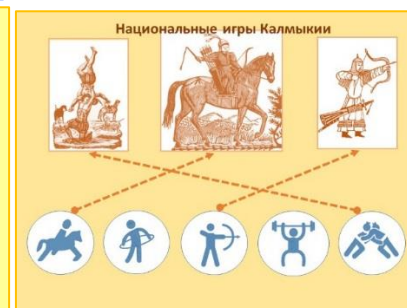 Национальные игры Калмыкии